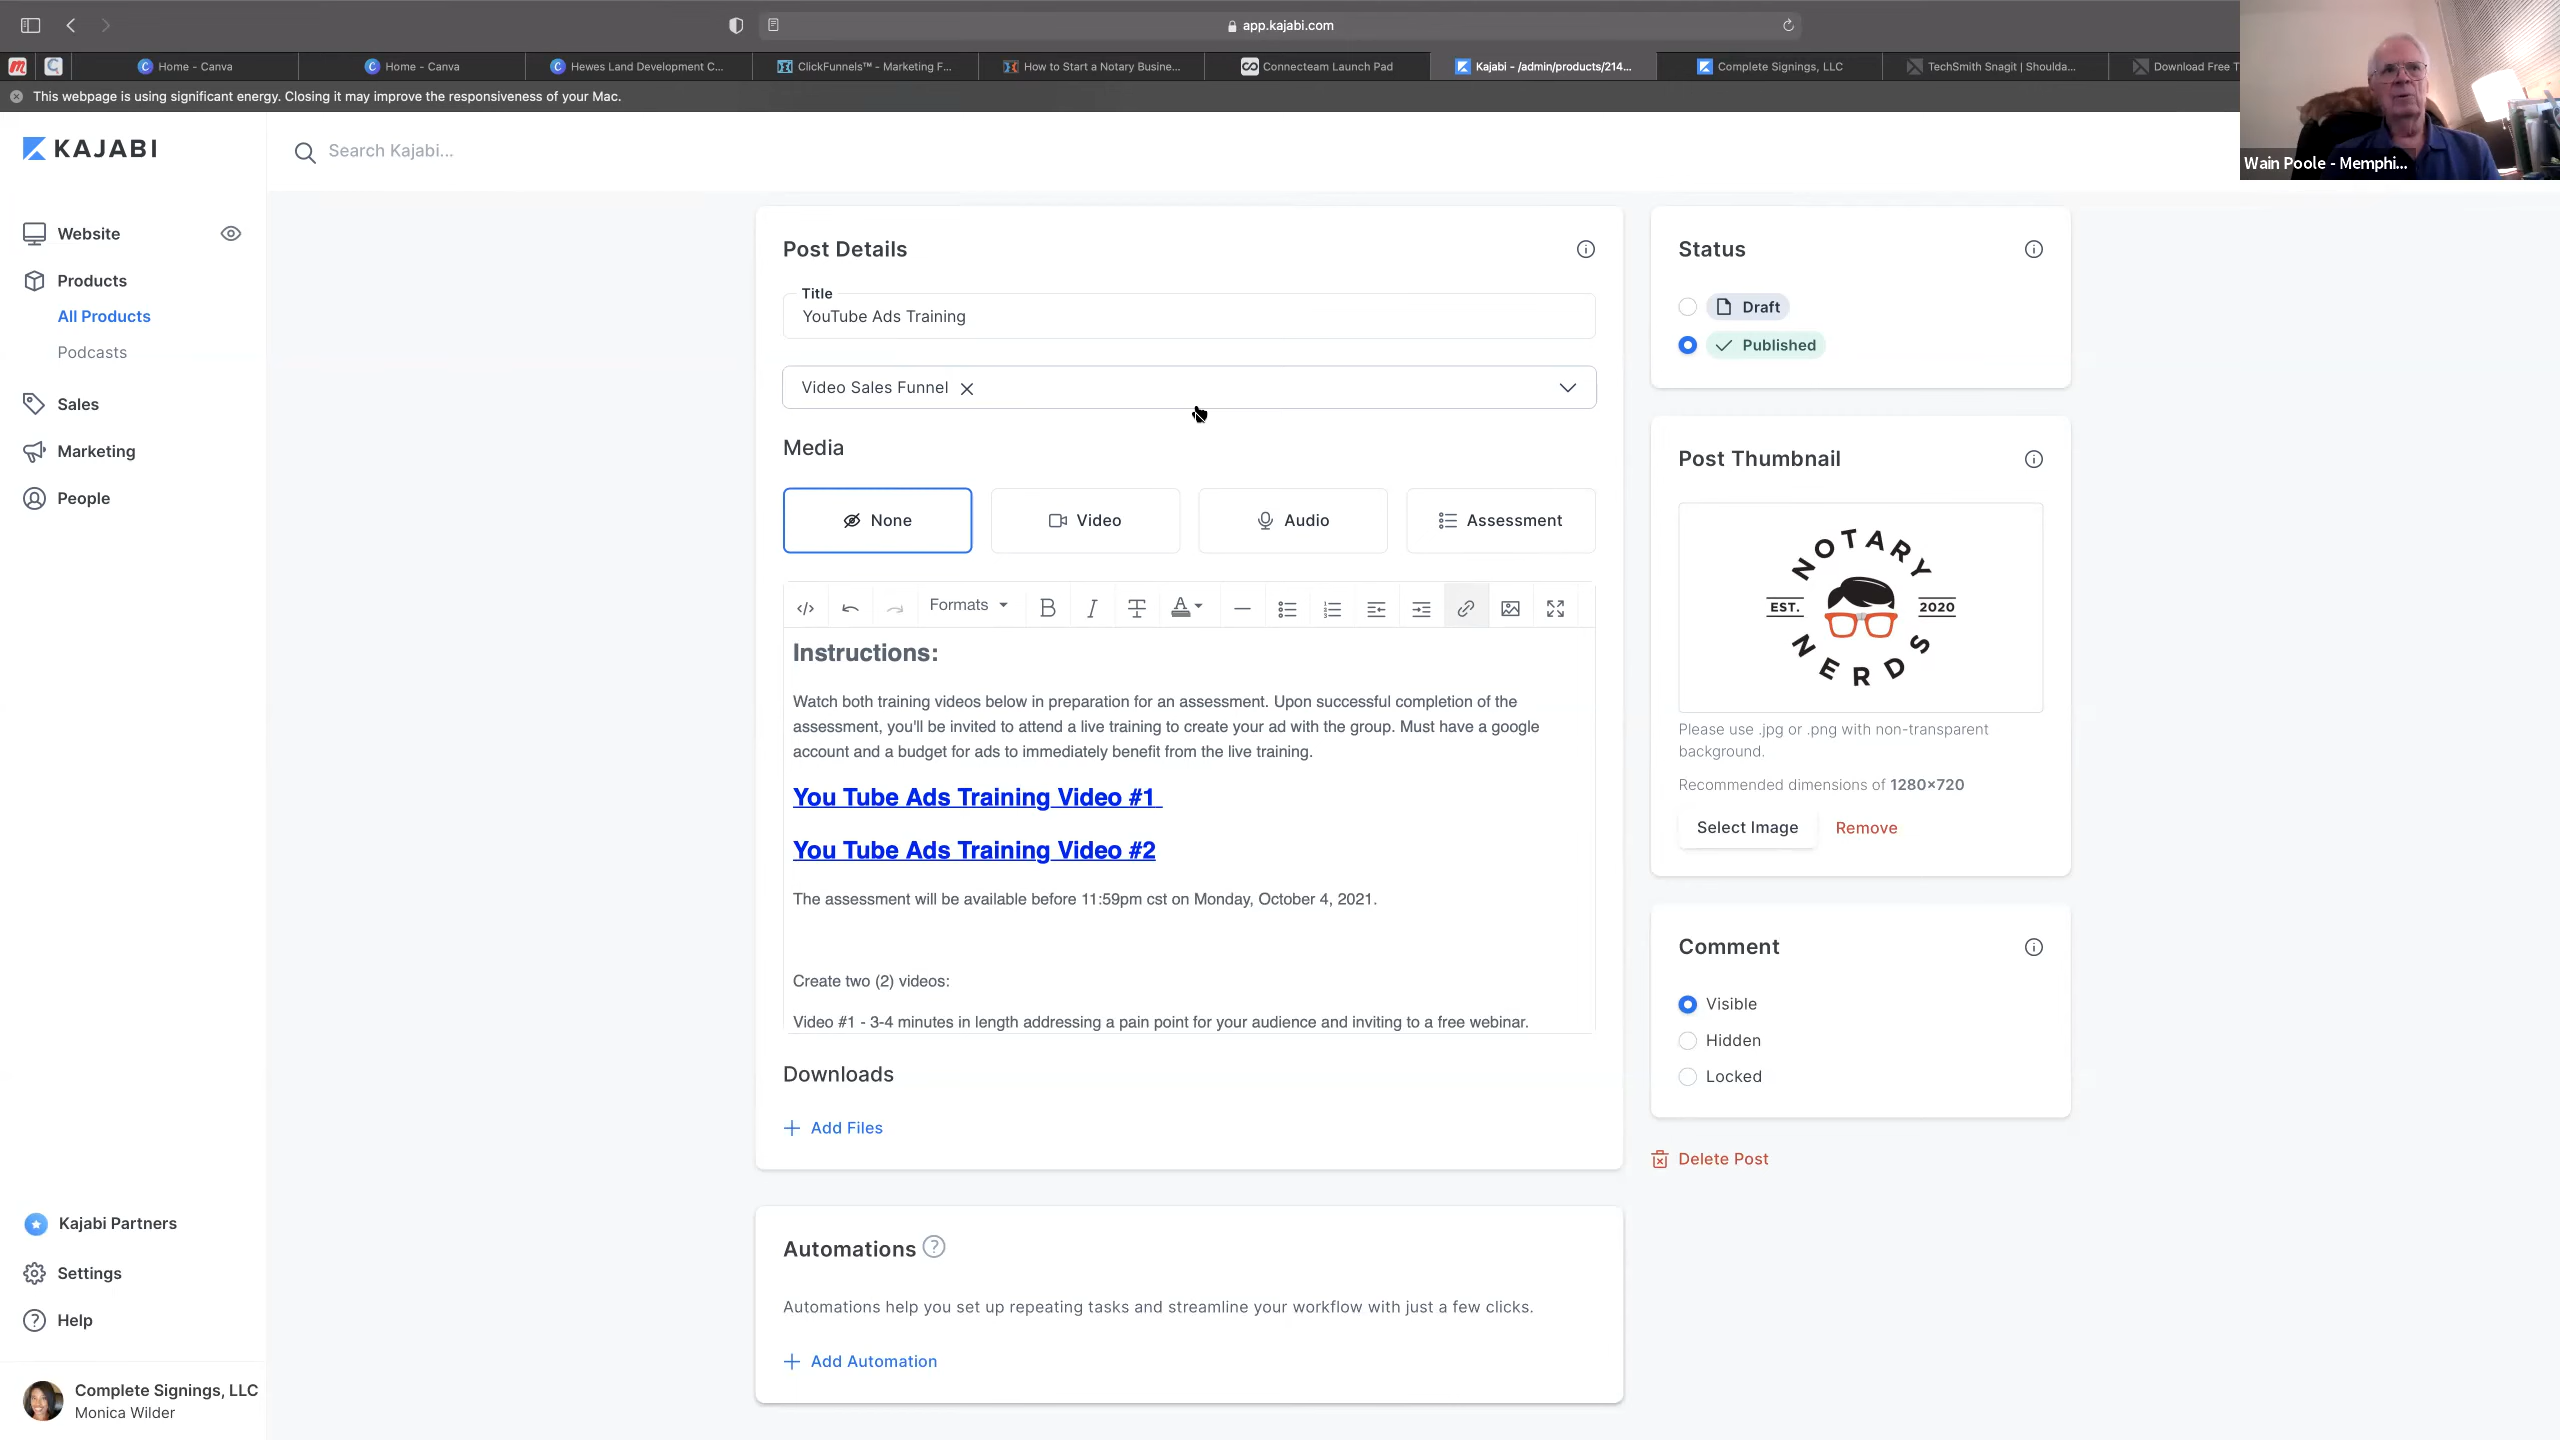 app.kajabi.com
Home - Canva
Home - Canva
Hewes Land Development C...
ClickFunnels™ - Marketing F...
How to Start a Notary Busine...
Connecteam Launch Pad
Kajabi - /admin/products/214...
Complete Signings, LLC
TechSmith Snagit | Shoulda...
Download Free T
This webpage is using significant energy. Closing it may improve the responsiveness of your Mac.
Wain Poole - Memphi...
KAJABI
Search Kajabi...
Website
Products
All Products
Podcasts
Sales
Marketing
People
Kajabi Partners
Settings
Help
Complete Signings, LLC
Monica Wilder
Post Details
Title
YouTube Ads Training
Video Sales Funnel
Media
None
Video
Audio
Assessment
Formats
Instructions:
Watch both training videos below in preparation for an assessment. Upon successful completion of the
assessment, you'll be invited to attend a live training to create your ad with the group. Must have a google
account and a budget for ads to immediately benefit from the live training.
You Tube Ads Training Video #1
You Tube Ads Training Video #2
The assessment will be available before 11:59pm cst on Monday, October 4, 2021.
Create two (2) videos:
Video #1 - 3-4 minutes in length addressing a pain point for your audience and inviting to a free webinar.
Downloads
Add Files
Automations
Automations help you set up repeating tasks and streamline your workflow with just a few clicks.
Add Automation
Status
Draft
Published
Post Thumbnail
NOTARY
EST. 2020
NERDS
Please use .jpg or .png with non-transparent
background.
Recommended dimensions of 1280×720
Select Image
Remove
Comment
Visible
Hidden
Locked
Delete Post